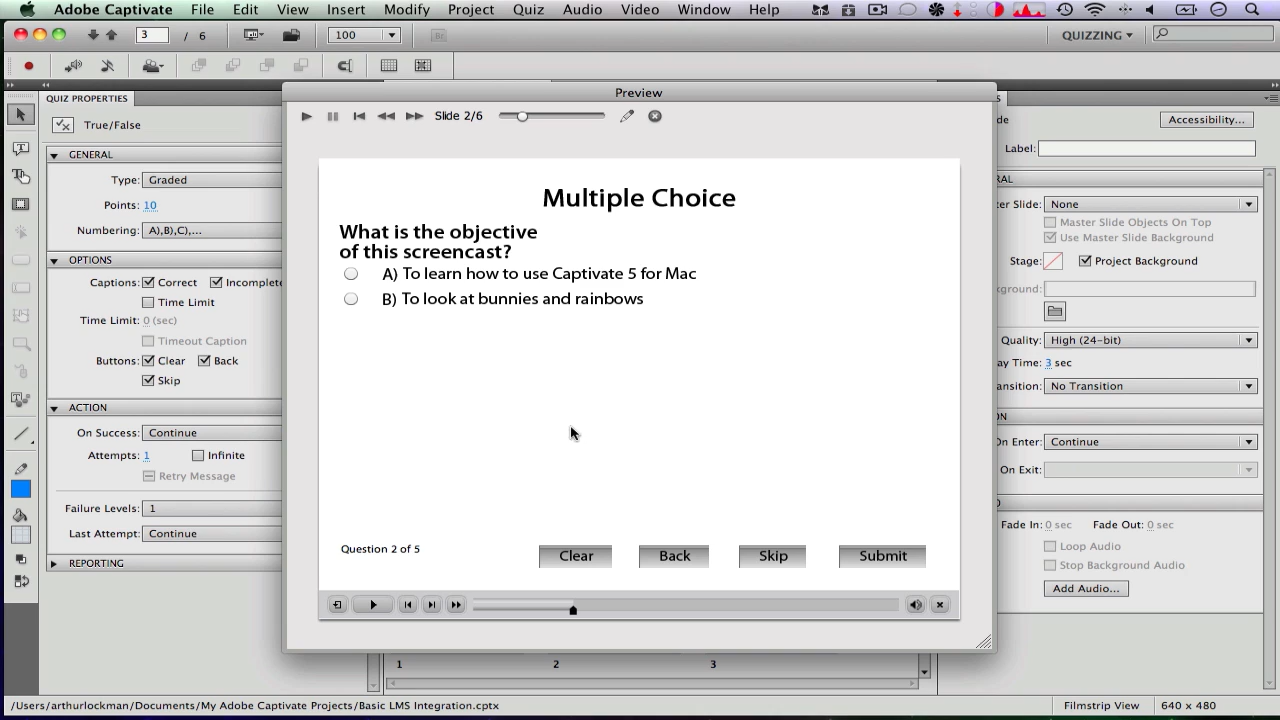 Adobe Captivate File Edit View Insert Modify Project Quiz Audio Video Window Help
3 / 6 100 Br QUIZZING
Preview
QUIZ PROPERTIES
True/False
GENERAL
Type: Graded
Points: 10
Numbering: A),B),C),...
OPTIONS
Captions: Correct Incomplete
Time Limit
Time Limit: 0 (sec)
Timeout Caption
Buttons: Clear Back
Skip
ACTION
On Success: Continue
Attempts: 1 Infinite
Retry Message
Failure Levels: 1
Last Attempt: Continue
REPORTING
Slide 2/6
Multiple Choice
What is the objective
of this screencast?
A) To learn how to use Captivate 5 for Mac
B) To look at bunnies and rainbows
Question 2 of 5
Clear Back Skip Submit
S
de Accessibility...
Label:
RAL
ter Slide: None
Master Slide Objects On Top
Use Master Slide Background
Stage: Project Background
kground:
Quality: High (24-bit)
ay Time: 3 sec
ansition: No Transition
ON
On Enter: Continue
On Exit:
O
Fade In: 0 sec Fade Out: 0 sec
Loop Audio
Stop Background Audio
Add Audio...
1 2 3
/Users/arthurlockman/Documents/My Adobe Captivate Projects/Basic LMS Integration.cptx Filmstrip View 640 x 480